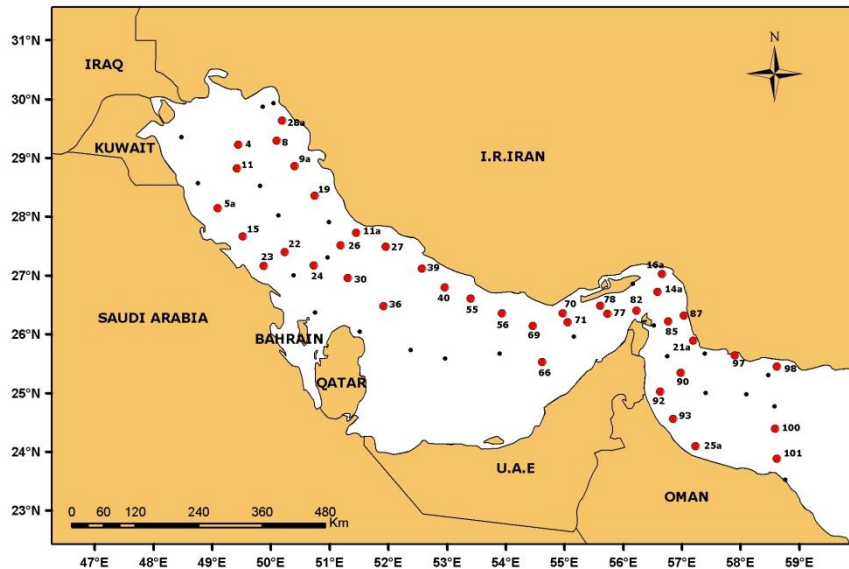 N
31°N
IRAQ
30°N
28a
KUWAIT
4
8
29°N
11
9a
I.R.IRAN
19
28°N
5a
15
11a
22
26
27
27°N
23
24
30
39
16a
SAUDI ARABIA
36
40
55
70
78
82
14a
87
26°N
BAHRAIN
56
69
71
77
85
21a
QATAR
66
97
98
25°N
92
90
93
100
24°N
25a
101
U.A.E
OMAN
23°N
0 60 120 240 360 480
Km
47°E 48°E 49°E 50°E 51°E 52°E 53°E 54°E 55°E 56°E 57°E 58°E 59°E